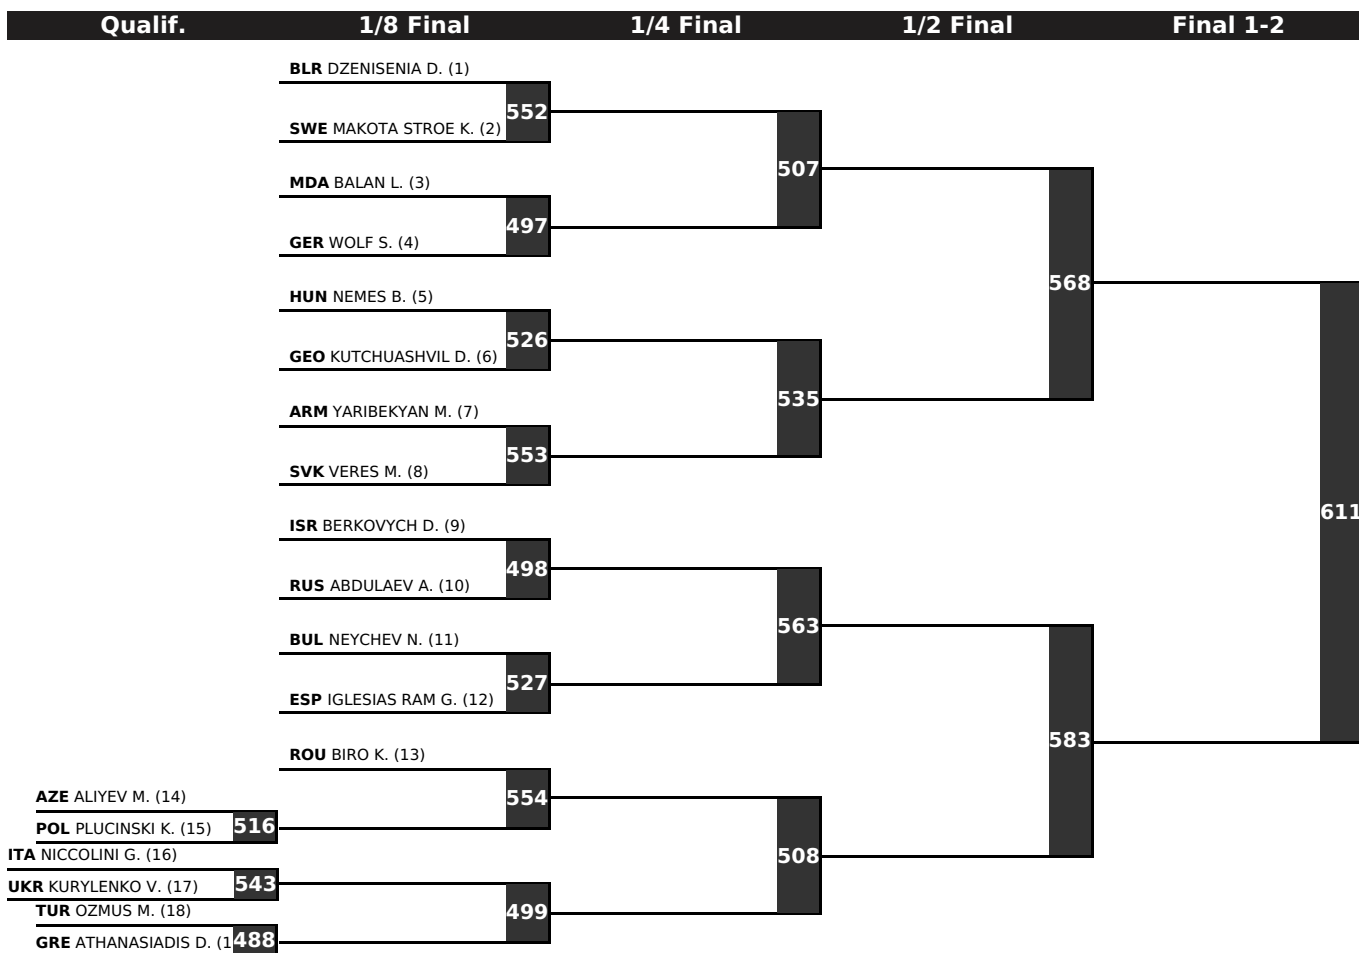 Qualif. 1/8 Final 1/4 Final 1/2 Final Final 1-2
BLR DZENISENIA D. (1)
552
SWE MAKOTA STROE K. (2)
507
MDA BALAN L. (3)
497
GER WOLF S. (4)
568
HUN NEMES B. (5)
526
GEO KUTCHUASHVIL D. (6)
535
ARM YARIBEKYAN M. (7)
553
SVK VERES M. (8)
611
ISR BERKOVYCH D. (9)
498
RUS ABDULAEV A. (10)
563
BUL NEYCHEV N. (11)
527
ESP IGLESIAS RAM G. (12)
583
ROU BIRO K. (13)
554
AZE ALIYEV M. (14)
POL PLUCINSKI K. (15) 516
ITA NICCOLINI G. (16)
508
UKR KURYLENKO V. (17) 543
TUR OZMUS M. (18)
499
GRE ATHANASIADIS D. (1 488